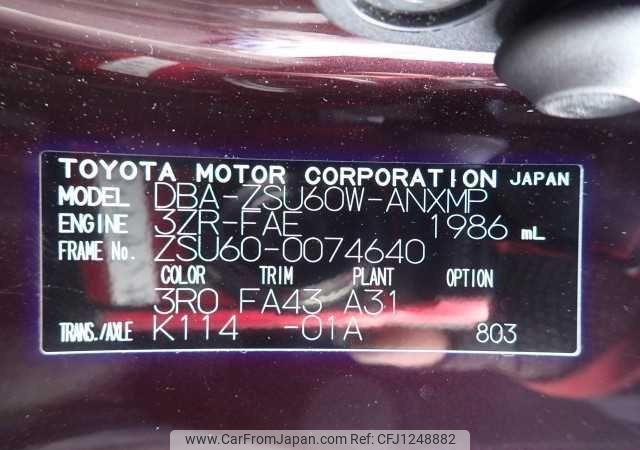 TOYOTA MOTOR CORPORATION JAPAN
MODEL DBA-ZSU60W-ANXMP
ENGINE 3ZR-FAE 1986 mL
FRAME No. ZSU60-0074640
COLOR TRIM PLANT OPTION
3R0 FA43 A31
TRANS./AXLE K114 -01A 803
www.CarFromJapan.com - CFJ1248882